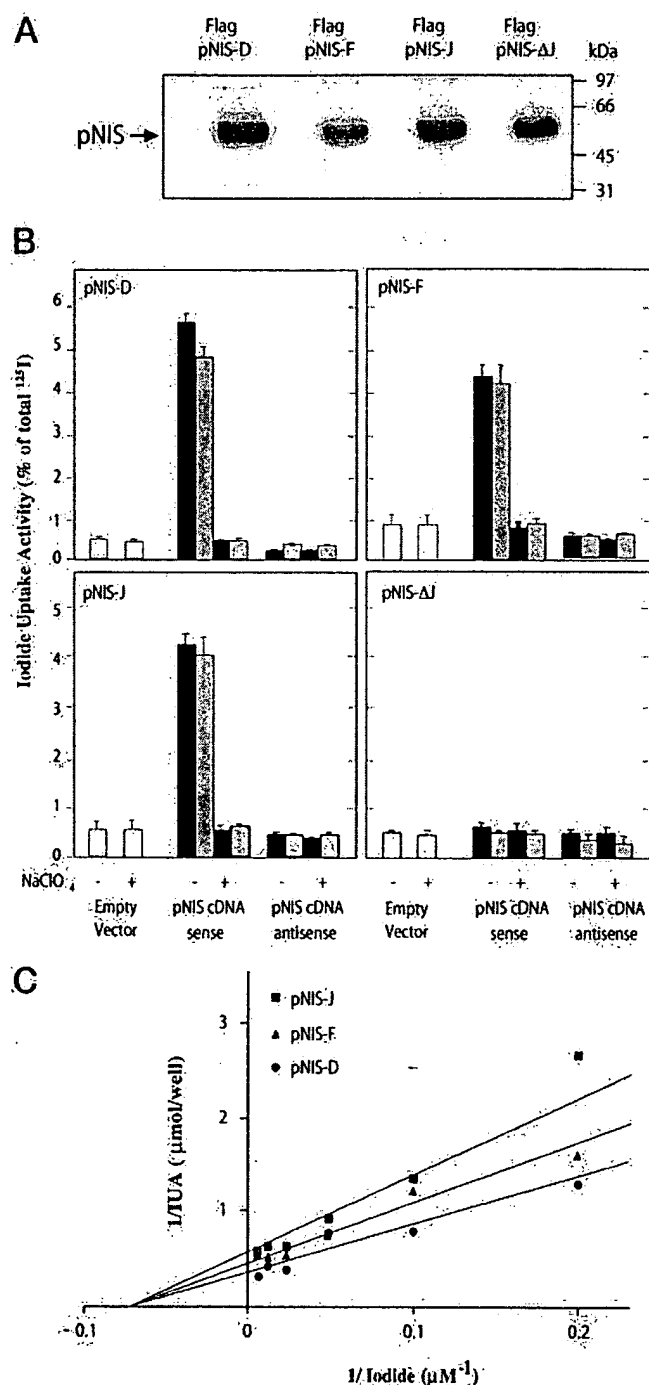 A
Flag Flag Flag Flag
pNIS-D pNIS-F pNIS-J pNIS-ΔJ kDa
97
66
pNIS
45
31
B
pNIS-D pNIS-F
6
5
4
3
2
1
0
Iodide Uptake Activity (% of total ¹²⁵I)
pNIS-J pNIS-ΔJ
5
4
3
2
1
0
NaClO - + - + - + - + - + - +
Empty pNIS cDNA pNIS cDNA Empty pNIS cDNA pNIS cDNA
Vector sense antisense Vector sense antisense
C
pNIS-J
pNIS-F
pNIS-D
3
2
1
1/IUA (µmol/well)
-0.1 0 0.1 0.2
1/ Iodide (µM⁻¹)